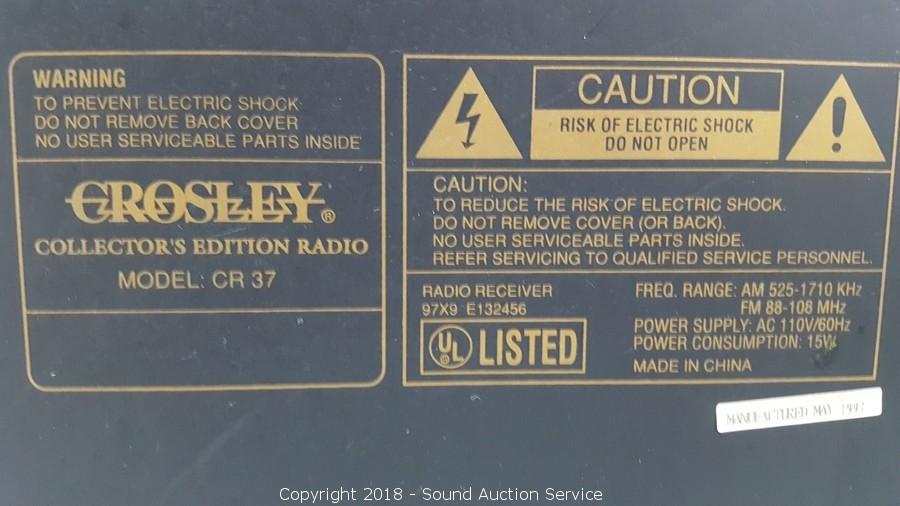 WARNING
TO PREVENT ELECTRIC SHOCK
DO NOT REMOVE BACK COVER
NO USER SERVICEABLE PARTS INSIDE
CROSLEY®
COLLECTOR'S EDITION RADIO
MODEL: CR 37
CAUTION
RISK OF ELECTRIC SHOCK
DO NOT OPEN
CAUTION:
TO REDUCE THE RISK OF ELECTRIC SHOCK.
DO NOT REMOVE COVER (OR BACK).
NO USER SERVICEABLE PARTS INSIDE.
REFER SERVICING TO QUALIFIED SERVICE PERSONNEL.
RADIO RECEIVER
97X9 E132456
UL LISTED
FREQ. RANGE: AM 525-1710 KHz
FM 88-108 MHz
POWER SUPPLY: AC 110V/60Hz
POWER CONSUMPTION: 15W
MADE IN CHINA
MANUFACTURED MAY 1997
Copyright 2018 - Sound Auction Service